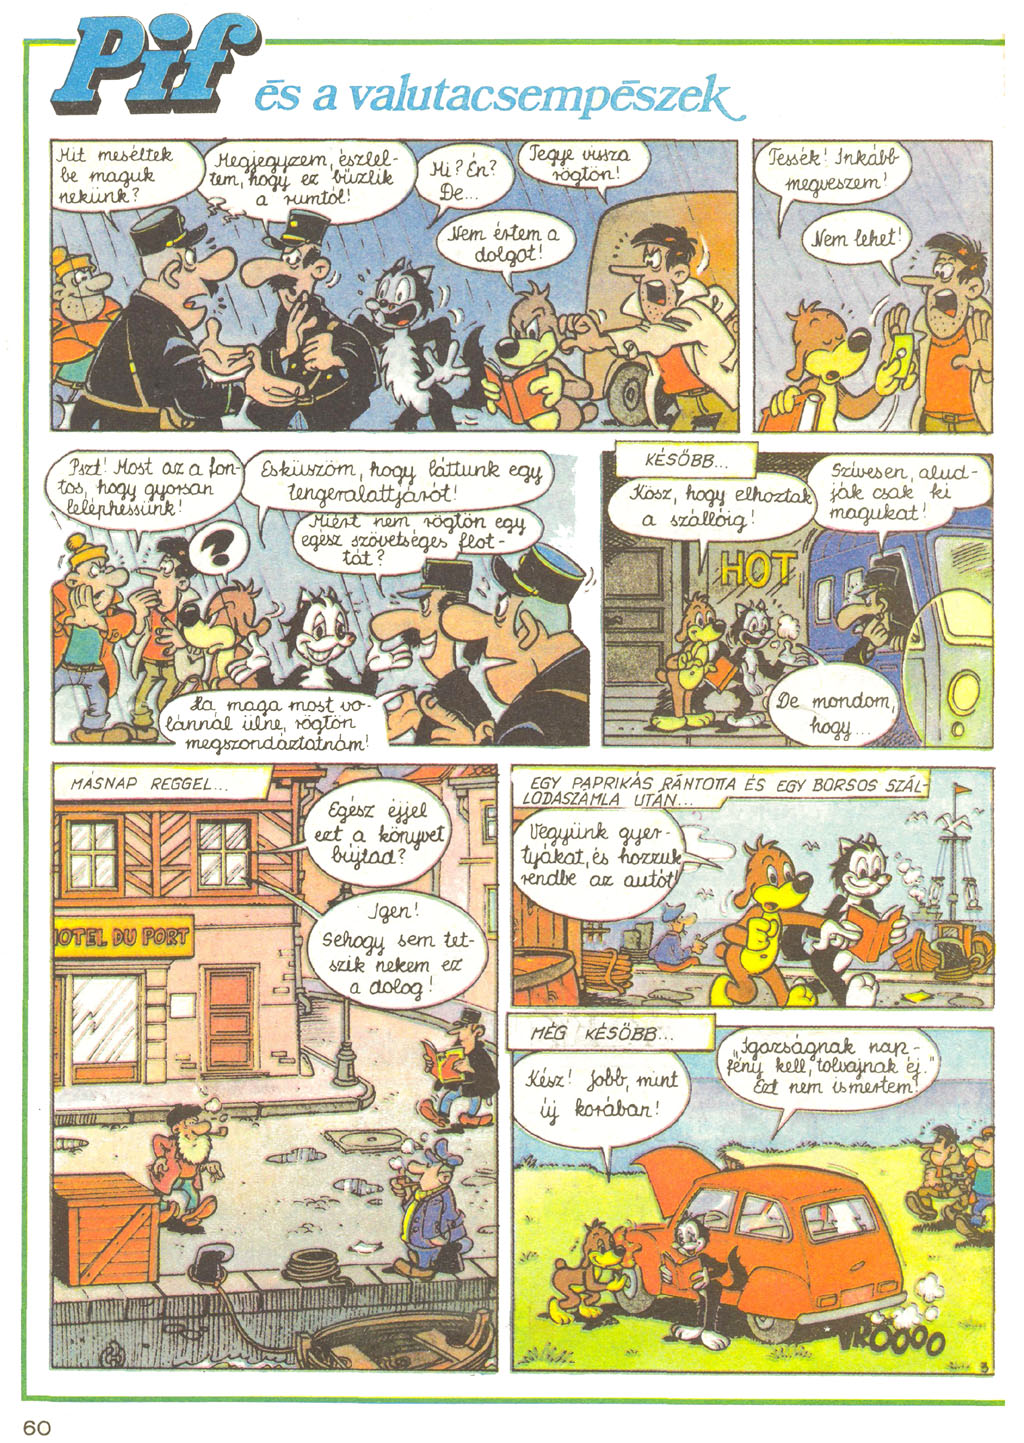 Pif
és a valutacsempészek
Mit meséltek
be maguk
nekünk?
Megjegyzem, észlel-
tem, hogy ez bűzlik
a rumtól!
Mi? Én?
De...
Tegye vissza
rögtön!
Nem értem a
dolgot!
Tessék! Inkább
megveszem!
Nem lehet!
Pszt! Most az a fon-
tos, hogy gyorsan
leléphessünk!
Esküszöm, hogy láttunk egy
tengeralattjárót!
Miért nem rögtön egy
egész szövetséges flot-
tát?
?
Ha maga most vo-
lánnál ülne, rögtön
megszondáztatnám!
KÉSŐBB...
Kösz, hogy elhoztak
a szállóig!
Szívesen, alud-
ják csak ki
magukat!
HOT
De mondom,
hogy...
MÁSNAP REGGEL...
Egész éjjel
ezt a könyvet
bújtad?
Igen!
Sehogy sem tet-
szik nekem ez
a dolog!
HOTEL DU PORT
EGY PAPRIKÁS RÁNTOTTA ÉS EGY BORSOS SZÁL-
LODASZÁMLA UTÁN...
Vegyünk gyer-
tyákat, és hozzuk
rendbe az autót!
MÉG KÉSŐBB...
Kész! Jobb, mint
új korában!
„Igazságnak nap-
fény kell, tolvajnak éj."
Ezt nem ismertem!
VROOOO
3
60